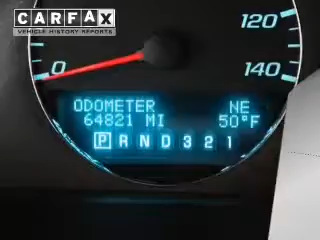 CARFAX
VEHICLE HISTORY REPORTS
120
0 140
ODOMETER NE
64821 MI 50°F
P R N D 3 2 1